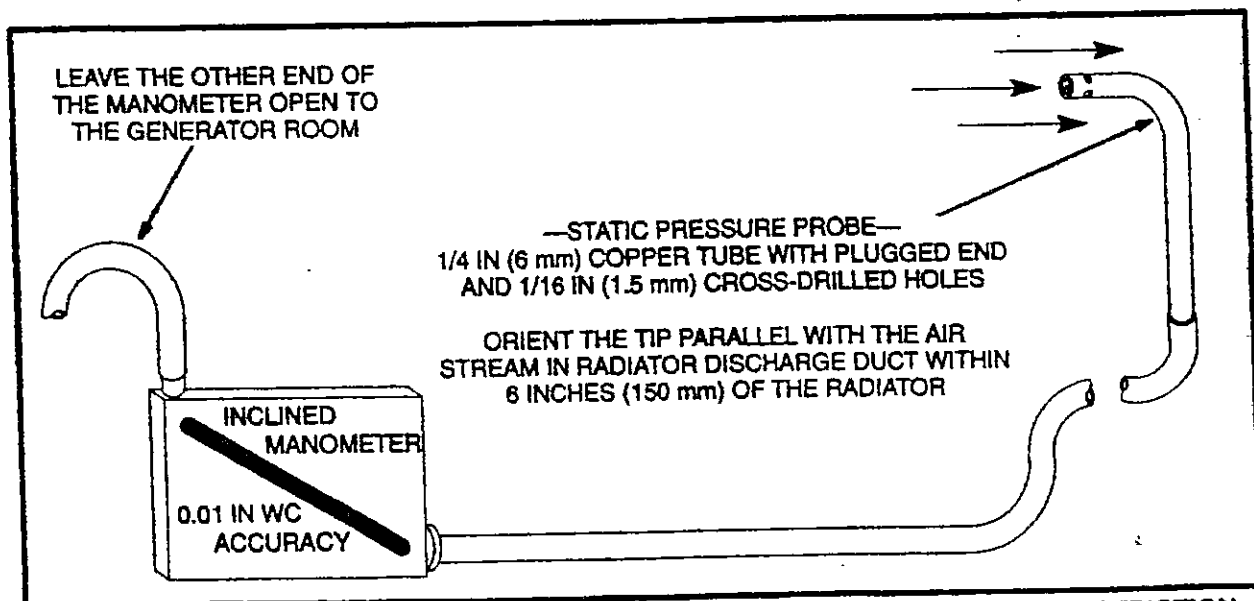 LEAVE THE OTHER END OF
THE MANOMETER OPEN TO
THE GENERATOR ROOM
—STATIC PRESSURE PROBE—
1/4 IN (6 mm) COPPER TUBE WITH PLUGGED END
AND 1/16 IN (1.5 mm) CROSS-DRILLED HOLES
ORIENT THE TIP PARALLEL WITH THE AIR
STREAM IN RADIATOR DISCHARGE DUCT WITHIN
6 INCHES (150 mm) OF THE RADIATOR
INCLINED
MANOMETER
0.01 IN WC
ACCURACY